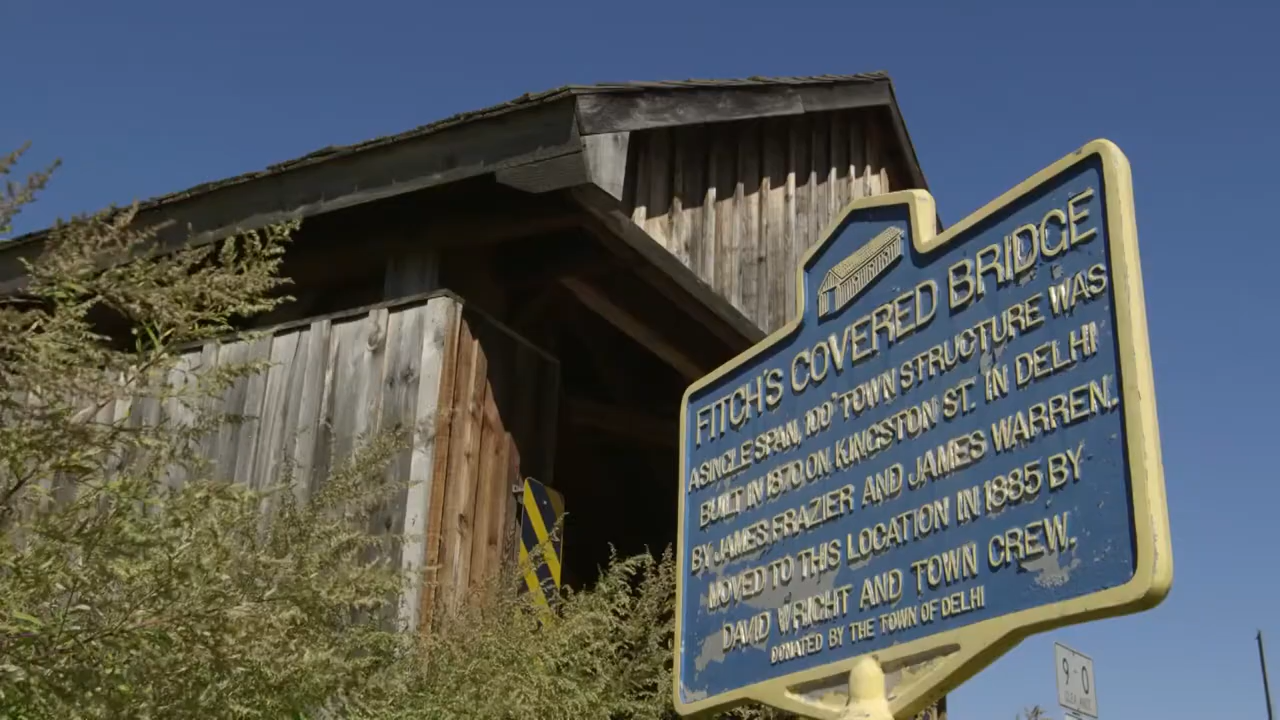 FITCH'S COVERED BRIDGE
A SINGLE SPAN, 100' TOWN STRUCTURE WAS
BUILT IN 1870 ON KINGSTON ST. IN DELHI
BY JAMES FRAZIER AND JAMES WARREN.
MOVED TO THIS LOCATION IN 1885 BY
DAVID WRIGHT AND TOWN CREW.
DONATED BY THE TOWN OF DELHI
9-0